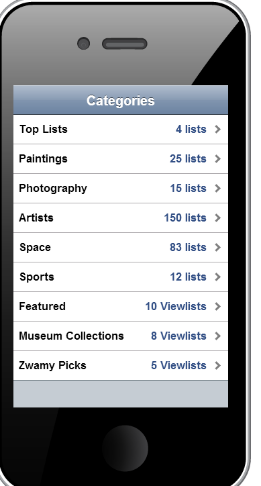 Categories
Top Lists 4 lists
Paintings 25 lists
Photography 15 lists
Artists 150 lists
Space 83 lists
Sports 12 lists
Featured 10 Viewlists
Museum Collections 8 Viewlists
Zwamy Picks 5 Viewlists